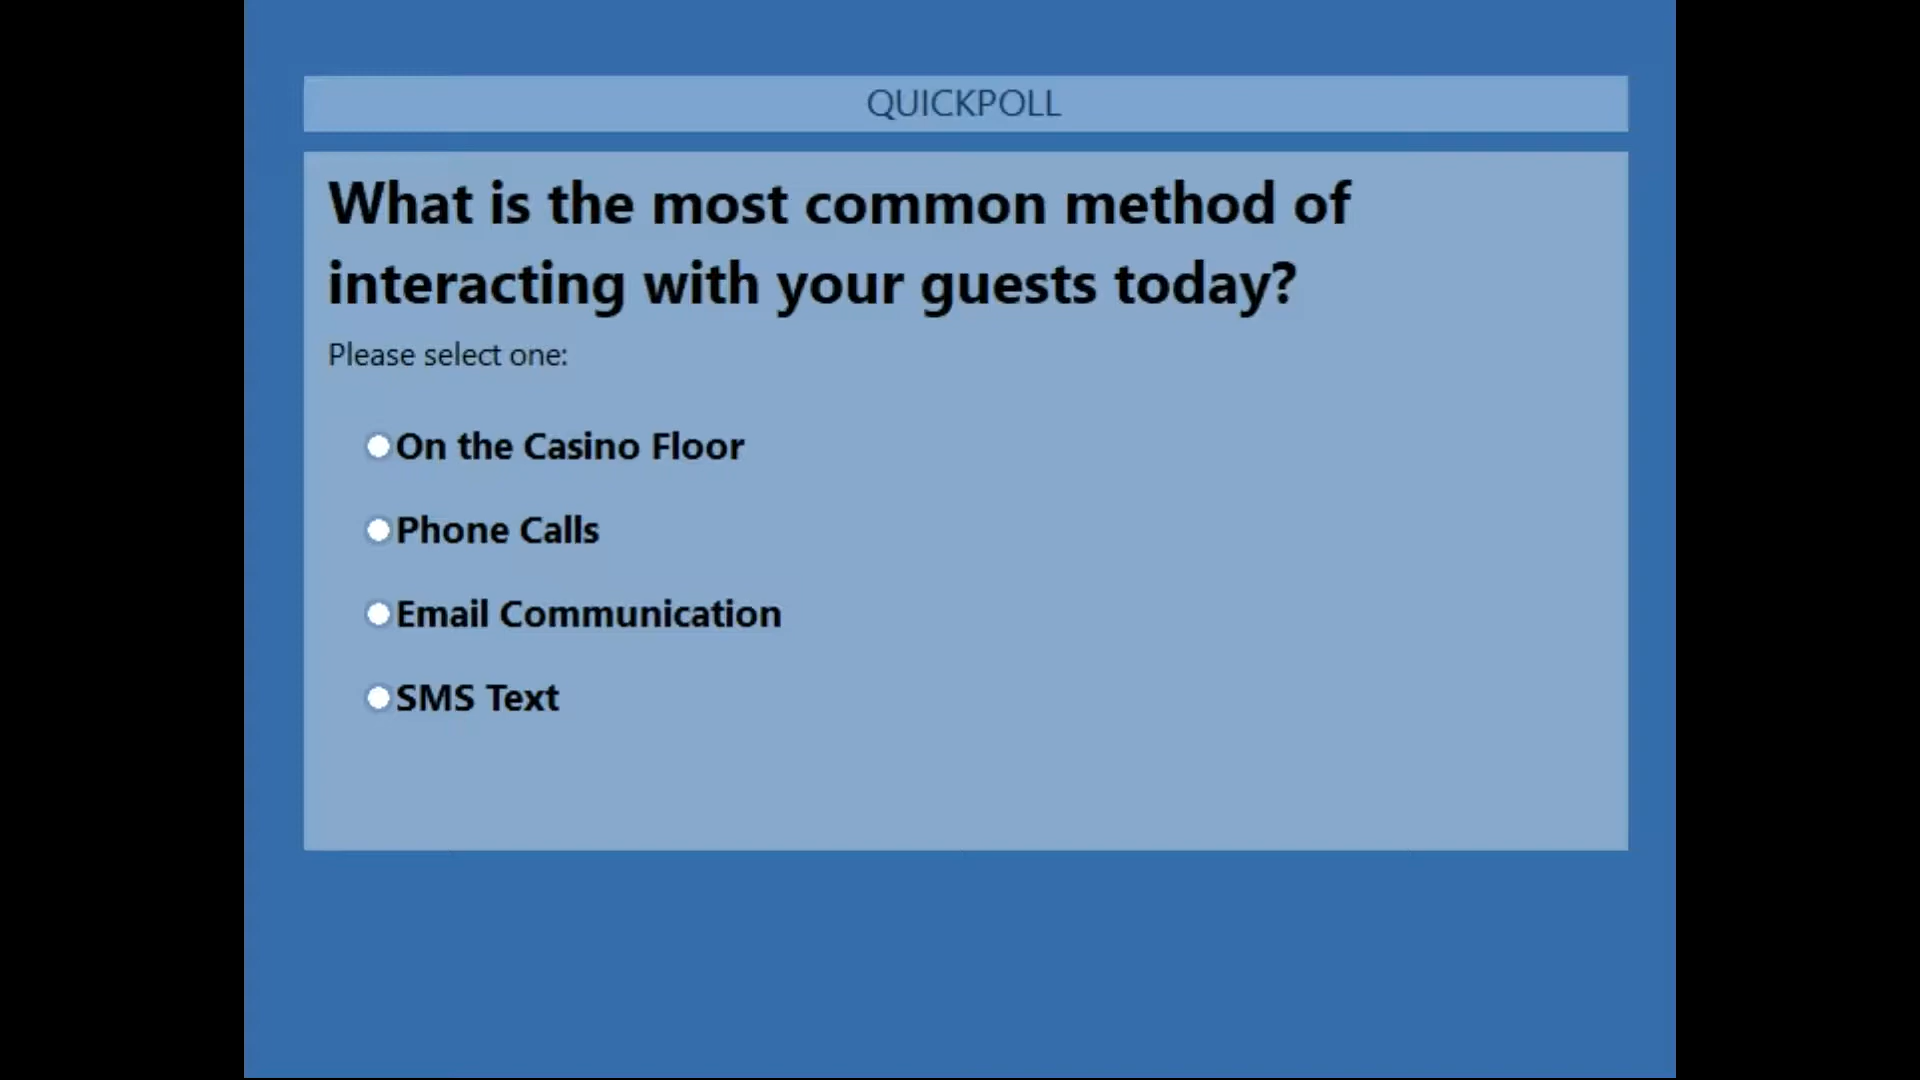 QUICKPOLL
What is the most common method of
interacting with your guests today?
Please select one:
On the Casino Floor
Phone Calls
Email Communication
SMS Text